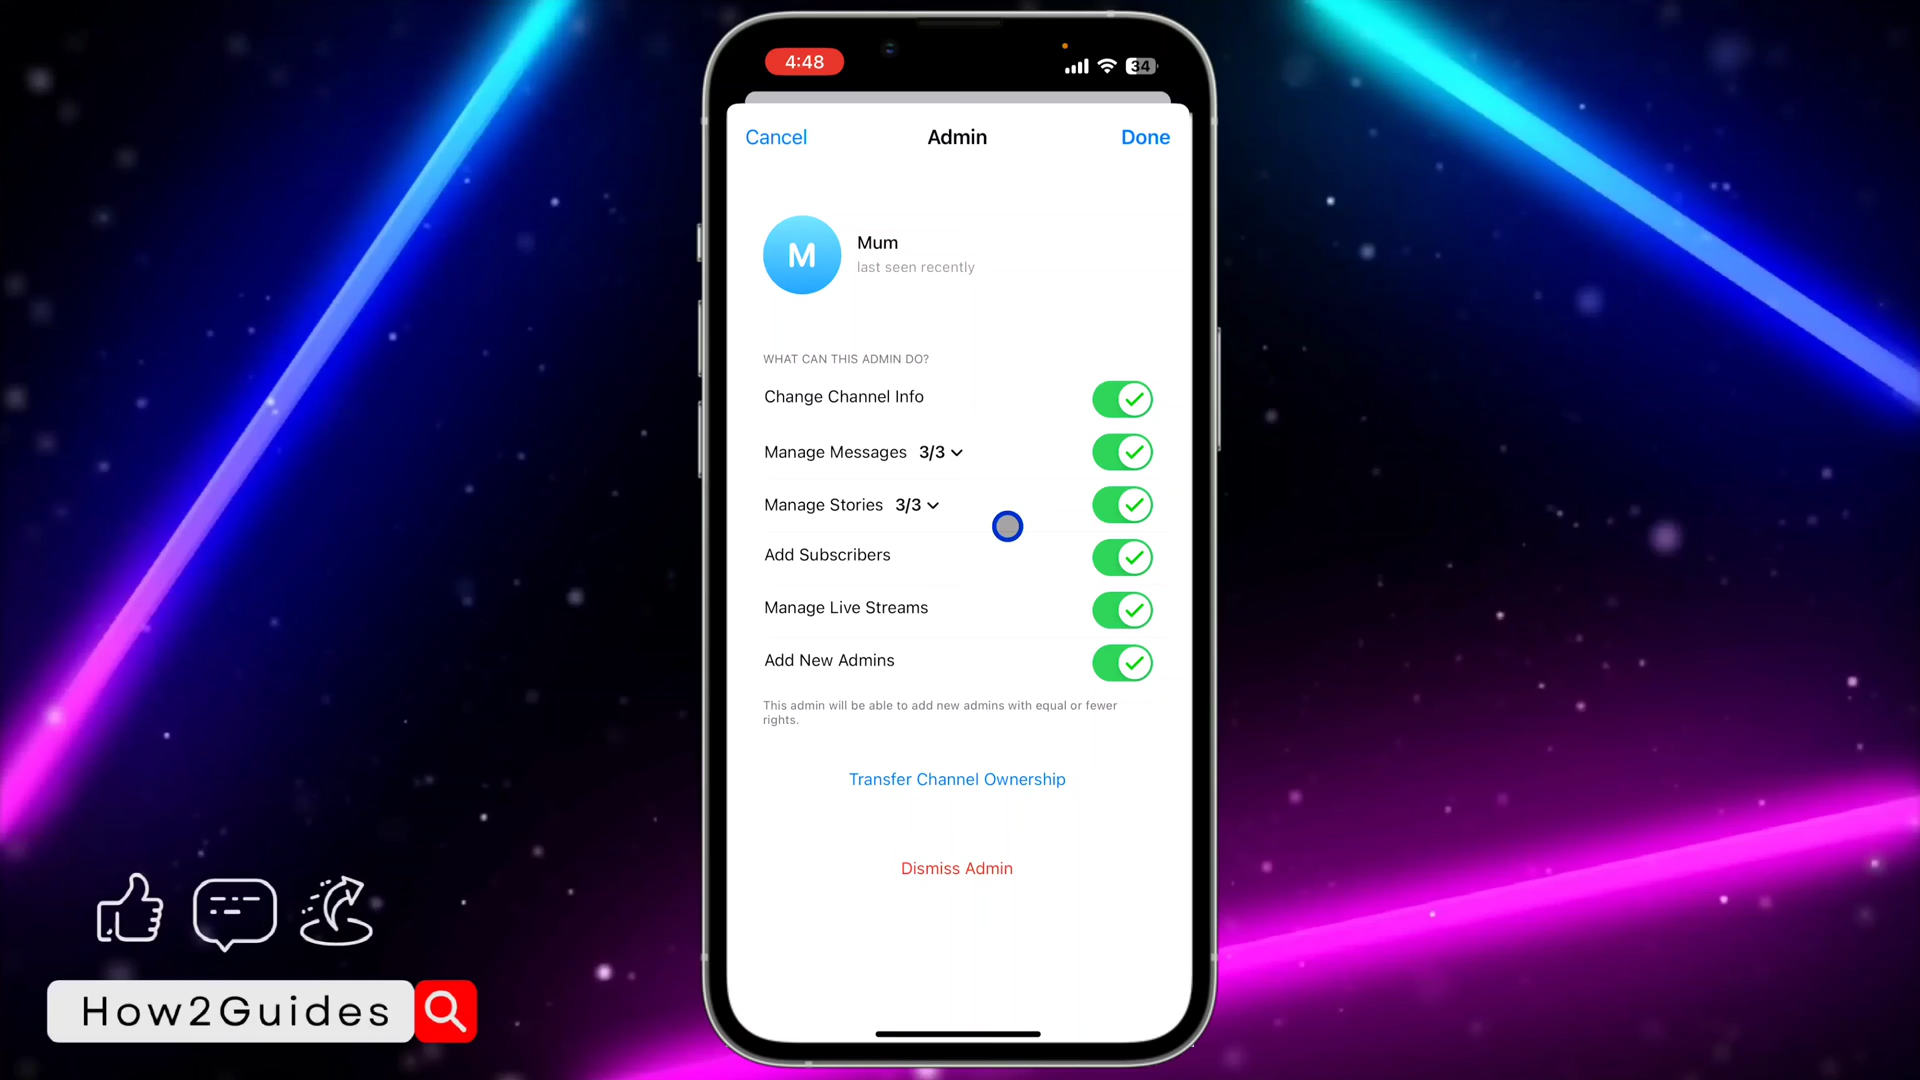 4:48
34
Cancel
Admin
Done
M
Mum
last seen recently
WHAT CAN THIS ADMIN DO?
Change Channel Info
Manage Messages 3/3
Manage Stories 3/3
Add Subscribers
Manage Live Streams
Add New Admins
This admin will be able to add new admins with equal or fewer
rights.
Transfer Channel Ownership
Dismiss Admin
How2Guides